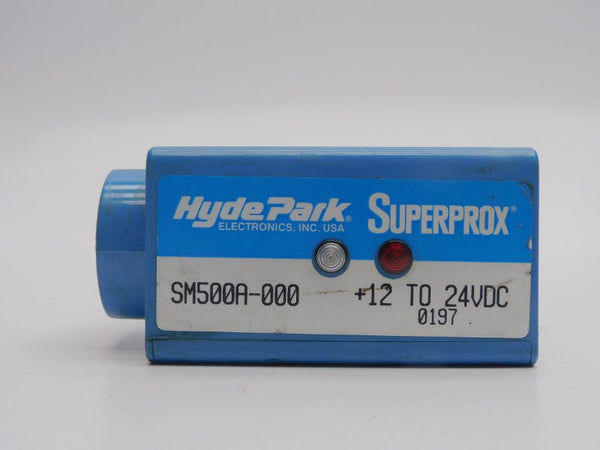 HydePark® SUPERPROX®
ELECTRONICS, INC. USA
SM500A-000 +12 TO 24VDC
0197